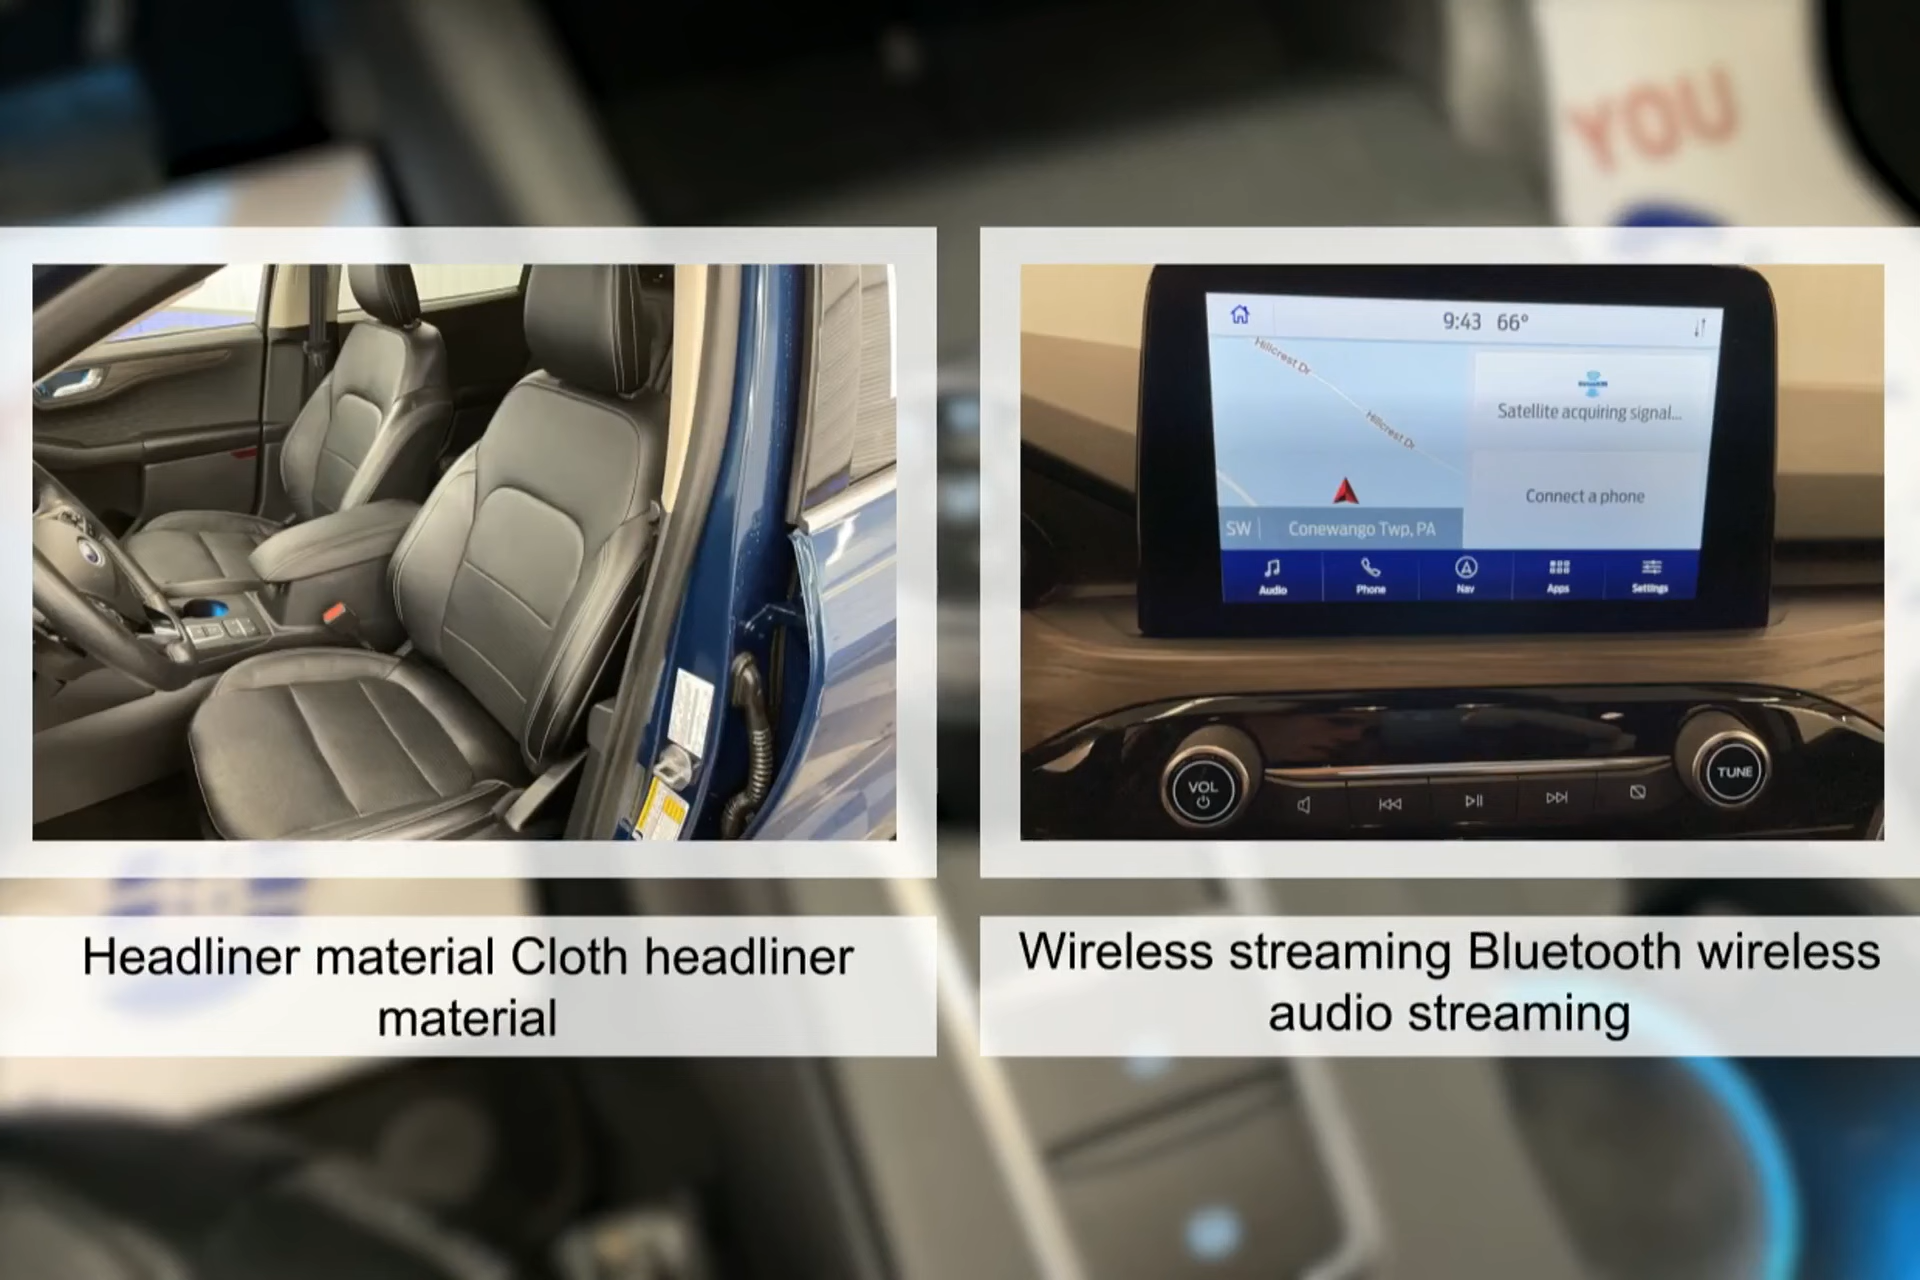 YOU
9:43 66°
Hillcrest Dr
Hillcrest Dr
Satellite acquiring signal...
Connect a phone
SW
Conewango Twp, PA
Audio
Phone
Nav
Apps
Settings
VOL
TUNE
Headliner material Cloth headliner
material
Wireless streaming Bluetooth wireless
audio streaming